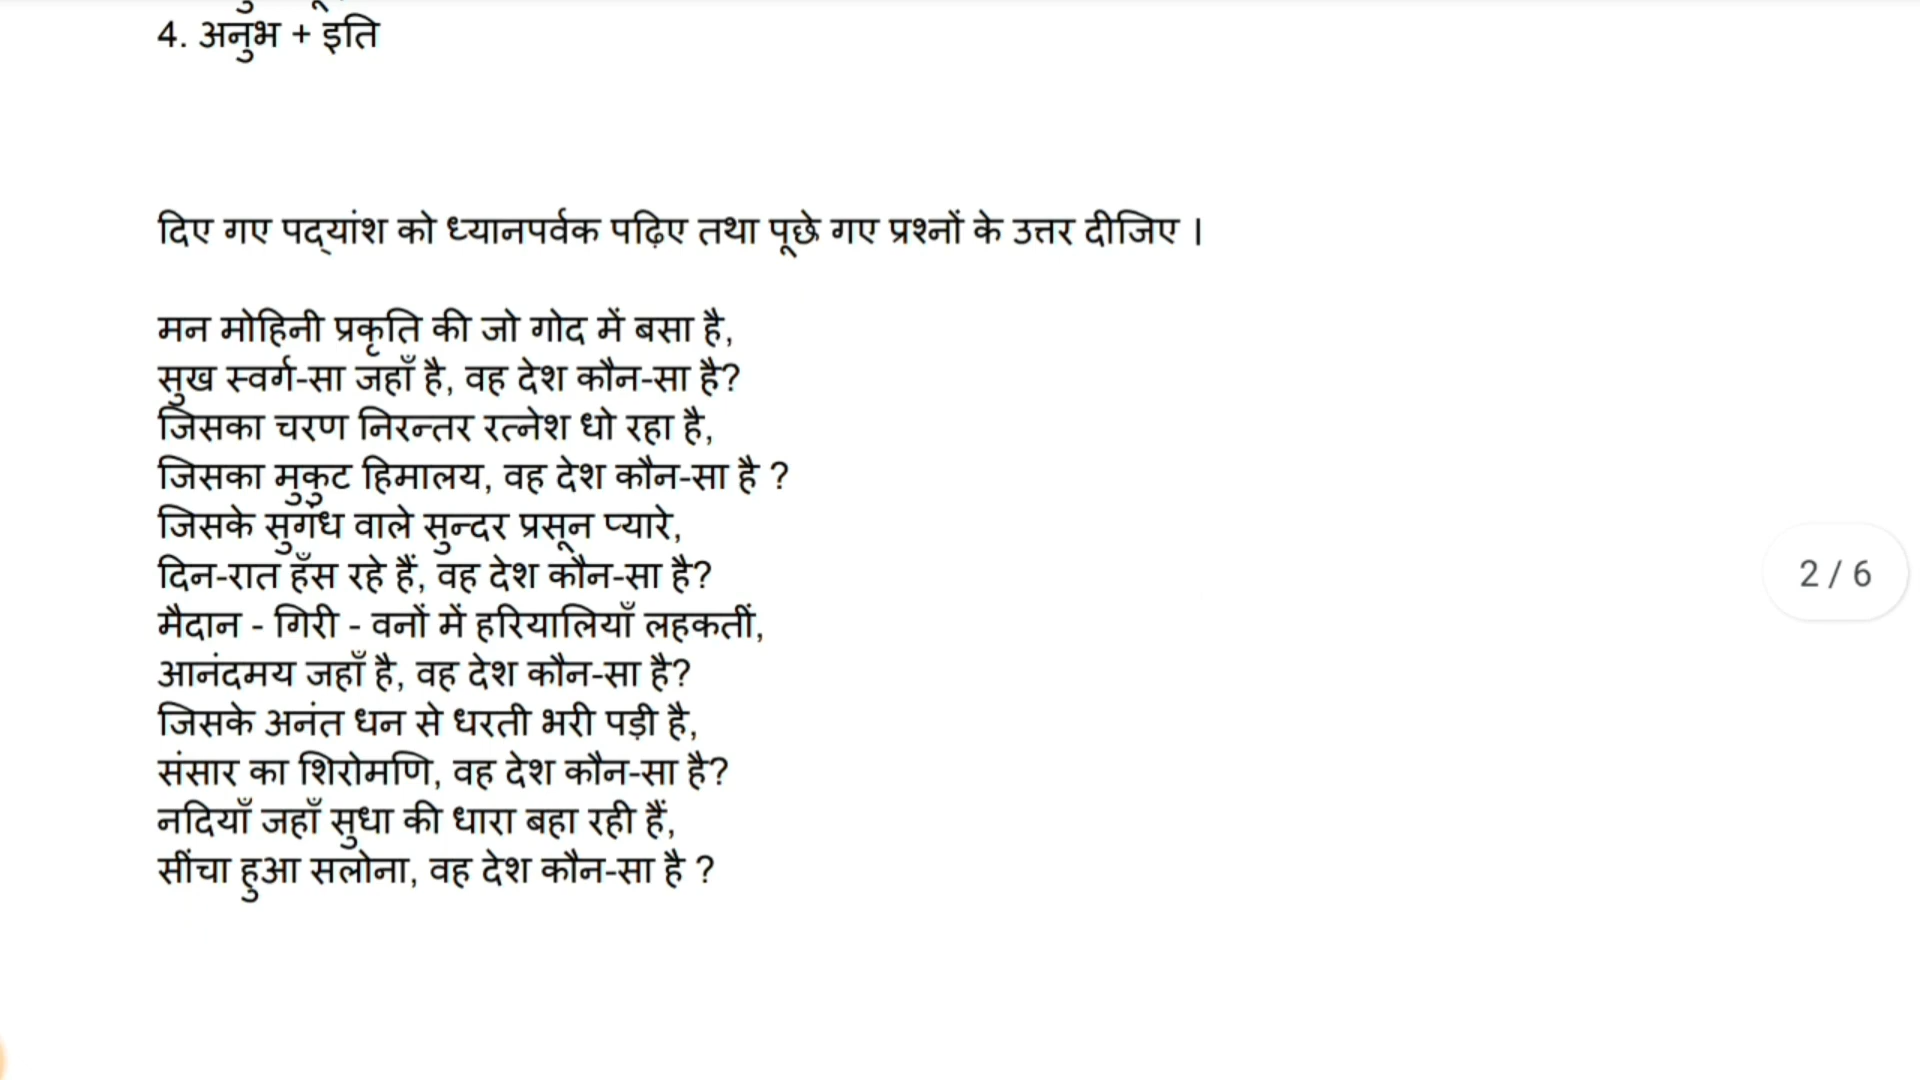 4. अनुभ + इति
दिए गए पद्यांश को ध्यानपर्वक पढ़िए तथा पूछे गए प्रश्नों के उत्तर दीजिए ।
मन मोहिनी प्रकृति की जो गोद में बसा है,
सुख स्वर्ग-सा जहाँ है, वह देश कौन-सा है?
जिसका चरण निरन्तर रत्नेश धो रहा है,
जिसका मुकुट हिमालय, वह देश कौन-सा है ?
जिसके सुगंध वाले सुन्दर प्रसून प्यारे,
दिन-रात हँस रहे हैं, वह देश कौन-सा है?
मैदान - गिरी - वनों में हरियालियाँ लहकतीं,
आनंदमय जहाँ है, वह देश कौन-सा है?
जिसके अनंत धन से धरती भरी पड़ी है,
संसार का शिरोमणि, वह देश कौन-सा है?
नदियाँ जहाँ सुधा की धारा बहा रही हैं,
सींचा हुआ सलोना, वह देश कौन-सा है ?
2 / 6